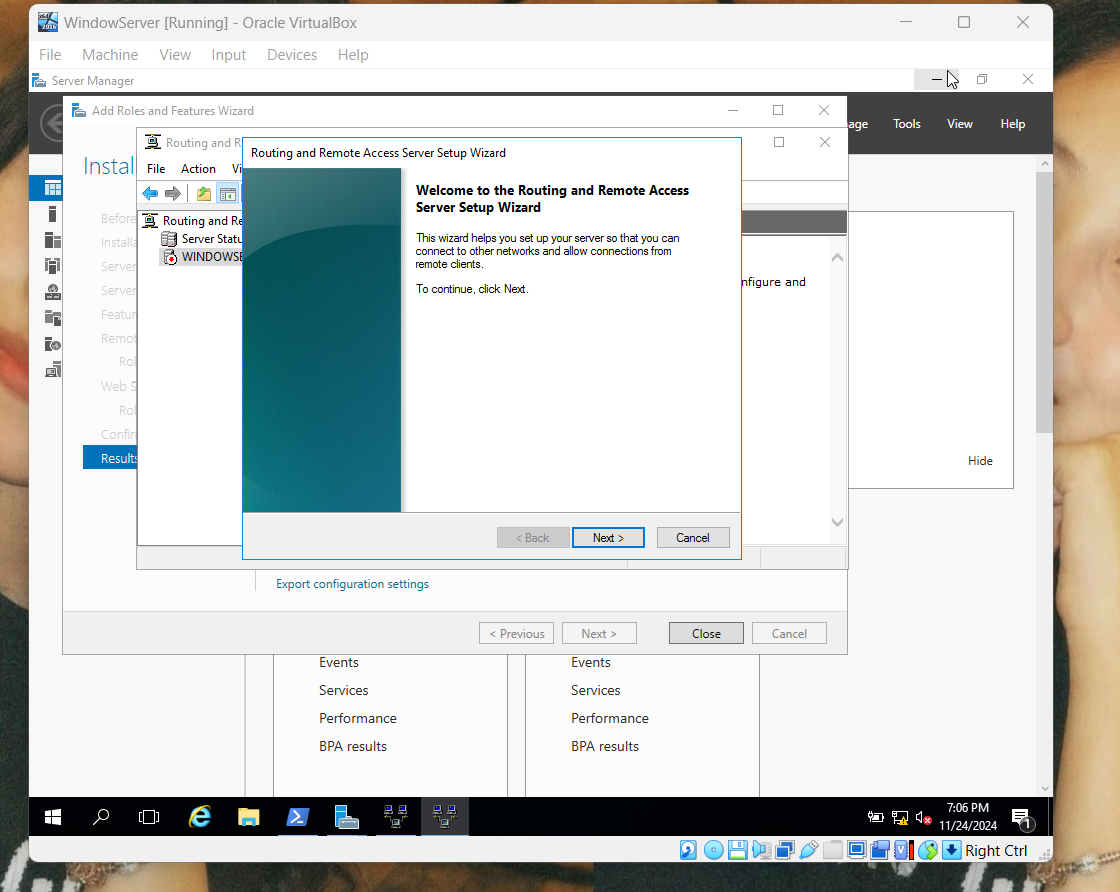 WindowServer [Running] - Oracle VirtualBox
File Machine View Input Devices Help
Server Manager
Add Roles and Features Wizard
age Tools View Help
Routing and R
Instal
File Action Vi
Routing and Re
Server Statu
WINDOWSE
Before
Installa
Server
Server
Featur
Remot
Rol
Web S
Rol
Confir
Results
Routing and Remote Access Server Setup Wizard
Welcome to the Routing and Remote Access
Server Setup Wizard
This wizard helps you set up your server so that you can
connect to other networks and allow connections from
remote clients.
To continue, click Next.
< Back Next > Cancel
nfigure and
Hide
Export configuration settings
< Previous Next > Close Cancel
Events Events
Services Services
Performance Performance
BPA results BPA results
7:06 PM
11/24/2024
1
Right Ctrl